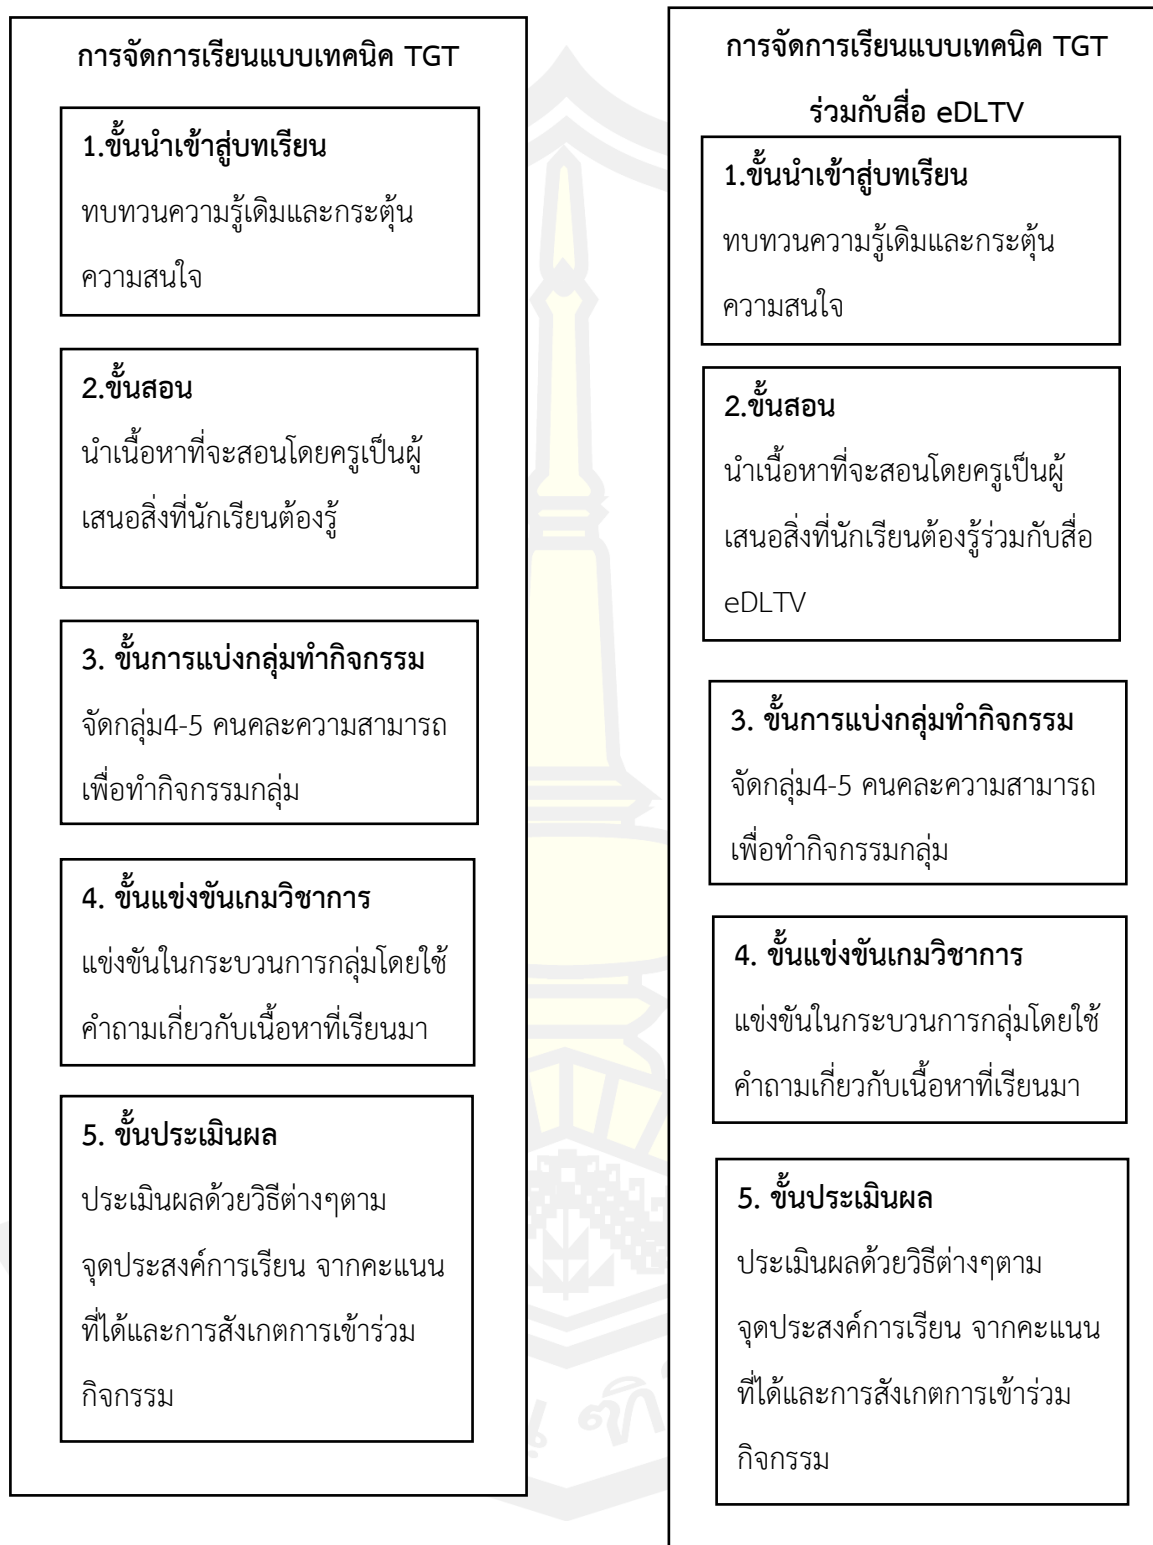 การจัดการเรียนแบบเทคนิค TGT
1.ขั้นนำเข้าสู่บทเรียน
ทบทวนความรู้เดิมและกระตุ้น
ความสนใจ
2.ขั้นสอน
นำเนื้อหาที่จะสอนโดยครูเป็นผู้
เสนอสิ่งที่นักเรียนต้องรู้
3. ขั้นการแบ่งกลุ่มทำกิจกรรม
จัดกลุ่ม4-5 คนคละความสามารถ
เพื่อทำกิจกรรมกลุ่ม
4. ขั้นแข่งขันเกมวิชาการ
แข่งขันในกระบวนการกลุ่มโดยใช้
คำถามเกี่ยวกับเนื้อหาที่เรียนมา
5. ขั้นประเมินผล
ประเมินผลด้วยวิธีต่างๆตาม
จุดประสงค์การเรียน จากคะแนน
ที่ได้และการสังเกตการเข้าร่วม
กิจกรรม
การจัดการเรียนแบบเทคนิค TGT
ร่วมกับสื่อ eDLTV
1.ขั้นนำเข้าสู่บทเรียน
ทบทวนความรู้เดิมและกระตุ้น
ความสนใจ
2.ขั้นสอน
นำเนื้อหาที่จะสอนโดยครูเป็นผู้
เสนอสิ่งที่นักเรียนต้องรู้ร่วมกับสื่อ
eDLTV
3. ขั้นการแบ่งกลุ่มทำกิจกรรม
จัดกลุ่ม4-5 คนคละความสามารถ
เพื่อทำกิจกรรมกลุ่ม
4. ขั้นแข่งขันเกมวิชาการ
แข่งขันในกระบวนการกลุ่มโดยใช้
คำถามเกี่ยวกับเนื้อหาที่เรียนมา
5. ขั้นประเมินผล
ประเมินผลด้วยวิธีต่างๆตาม
จุดประสงค์การเรียน จากคะแนน
ที่ได้และการสังเกตการเข้าร่วม
กิจกรรม